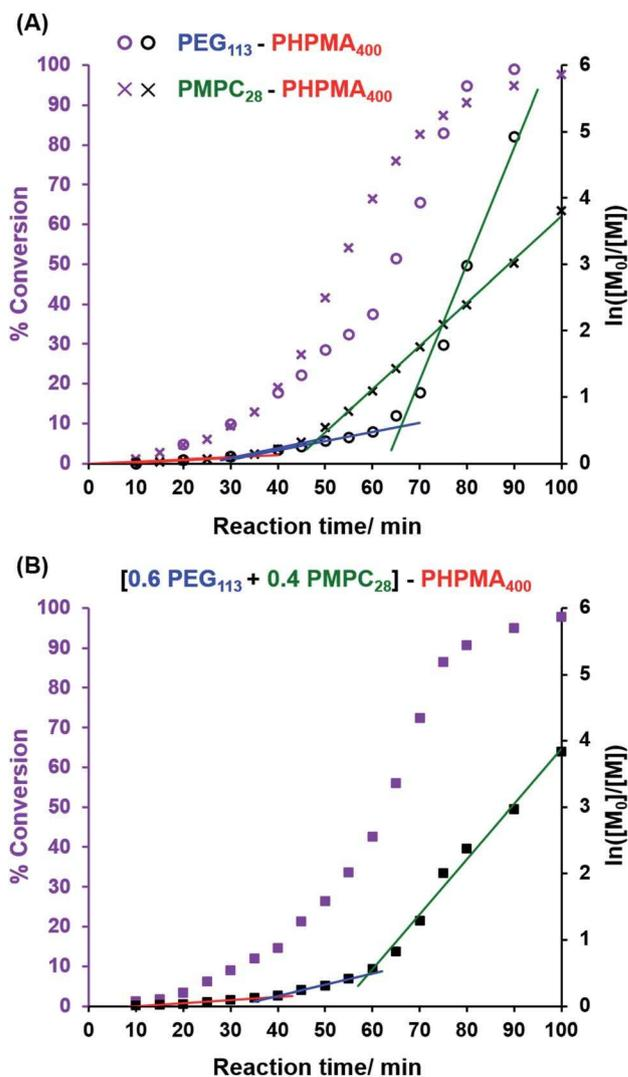 (A)
PEG113 - PHPMA400
PMPC28 - PHPMA400
100
90
80
70
60
50
40
30
20
10
0
% Conversion
6
5
4
3
2
1
0
ln([M0]/[M])
0 10 20 30 40 50 60 70 80 90 100
Reaction time/ min
(B)
[0.6 PEG113 + 0.4 PMPC28] - PHPMA400
100
90
80
70
60
50
40
30
20
10
0
% Conversion
6
5
4
3
2
1
0
ln([M0]/[M])
0 10 20 30 40 50 60 70 80 90 100
Reaction time/ min